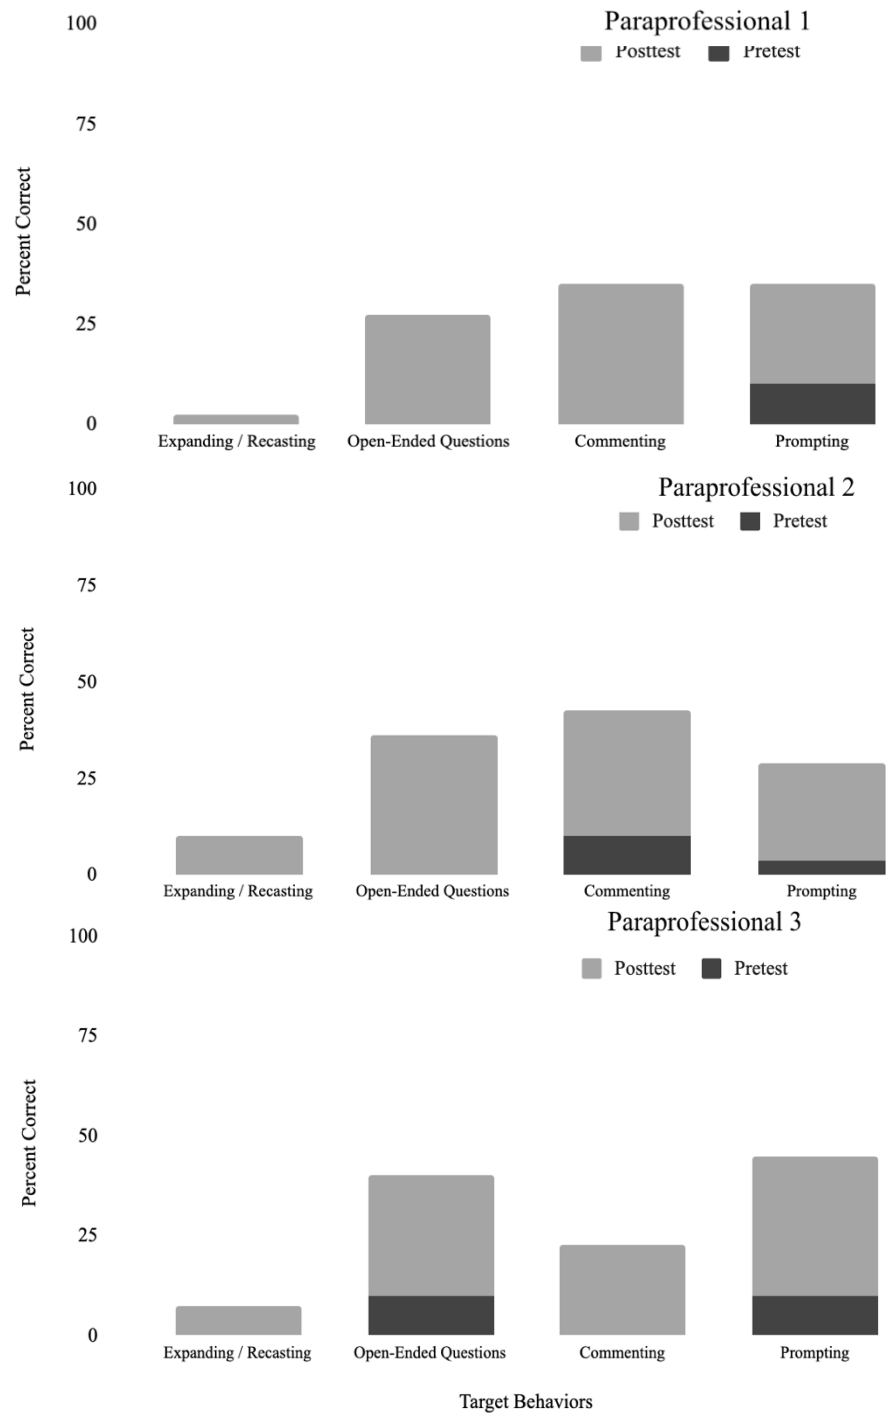 Paraprofessional 1
Posttest Pretest
100
75
50
25
0
Percent Correct
Expanding / Recasting Open-Ended Questions Commenting Prompting
Paraprofessional 2
Posttest Pretest
100
75
50
25
0
Percent Correct
Expanding / Recasting Open-Ended Questions Commenting Prompting
Paraprofessional 3
Posttest Pretest
100
75
50
25
0
Percent Correct
Expanding / Recasting Open-Ended Questions Commenting Prompting
Target Behaviors